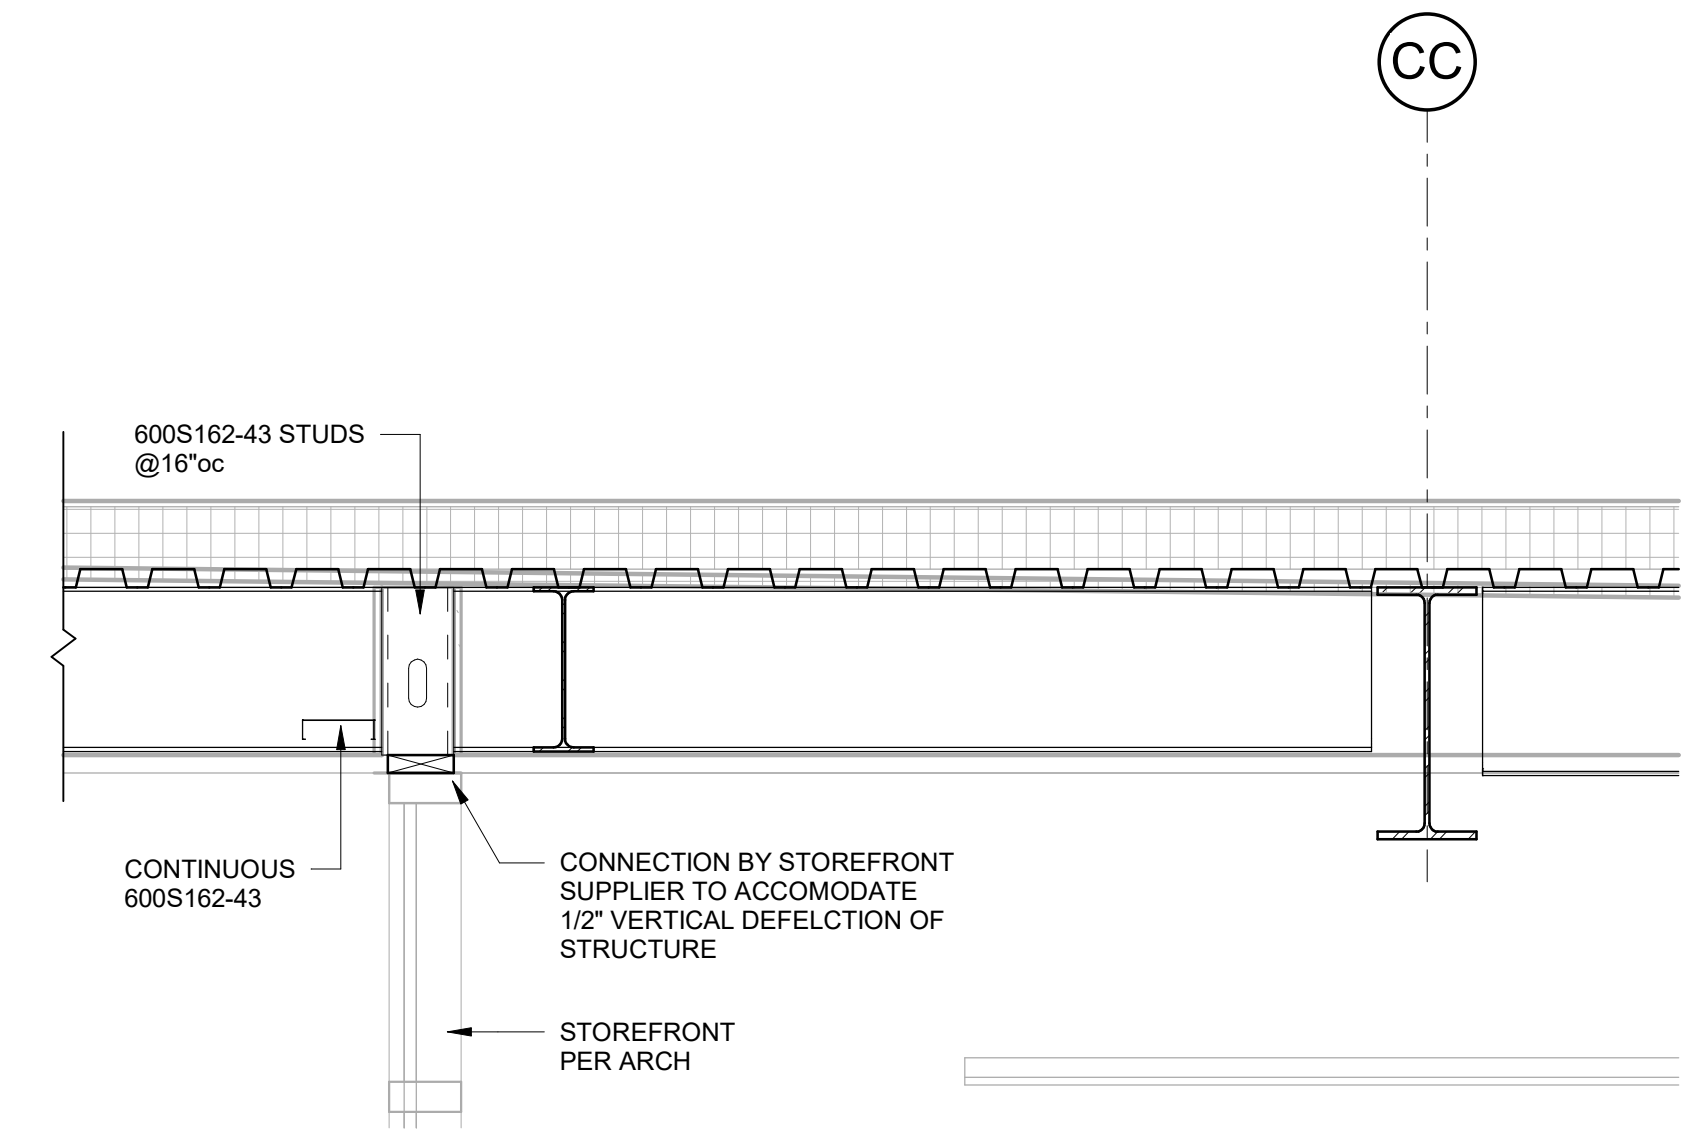 CC
600S162-43 STUDS
@16"oc
CONTINUOUS
600S162-43
CONNECTION BY STOREFRONT
SUPPLIER TO ACCOMODATE
1/2" VERTICAL DEFELCTION OF
STRUCTURE
STOREFRONT
PER ARCH